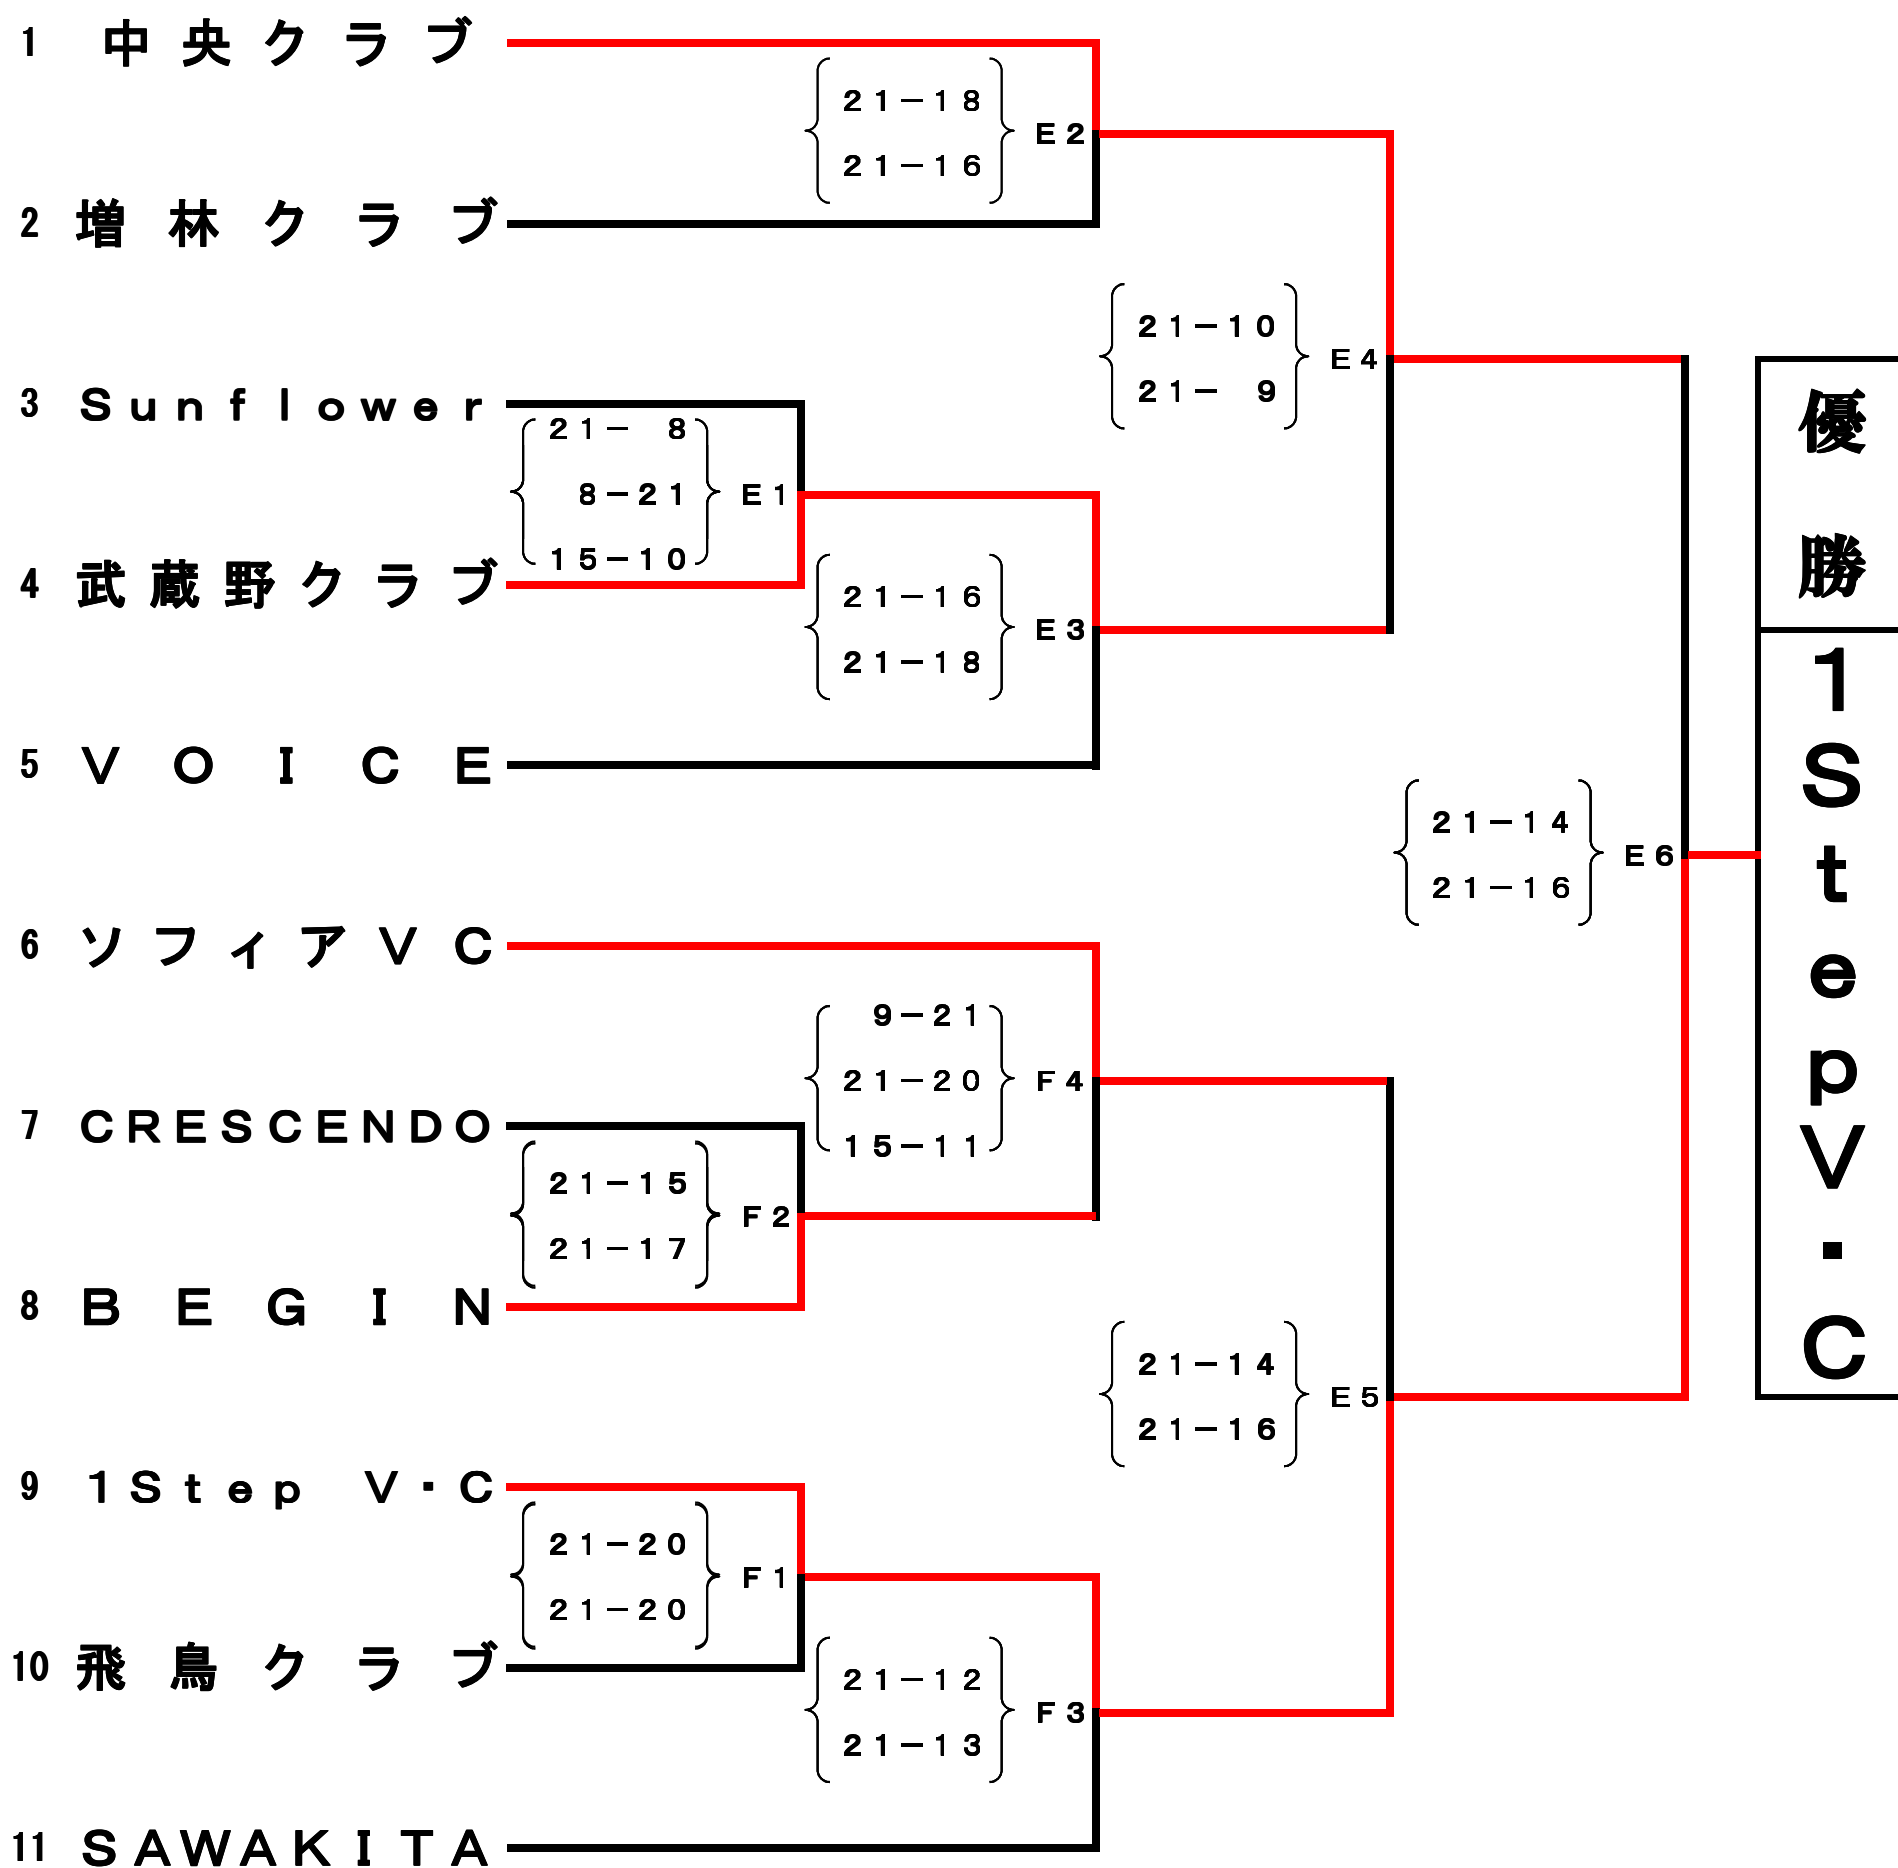 1 中央クラブ
21-18
21-16
E2
2 増林クラブ
21-10
21- 9
E4
3 Sunflower
21- 8
8-21
15-10
E1
4 武蔵野クラブ
21-16
21-18
E3
5 VOICE
21-14
21-16
E6
6 ソフィアVC
9-21
21-20
15-11
F4
7 CRESCENDO
21-15
21-17
F2
8 BEGIN
21-14
21-16
E5
9 1Step V・C
21-20
21-20
F1
10 飛鳥クラブ
21-12
21-13
F3
11 SAWAKITA
優勝
1StepV・C